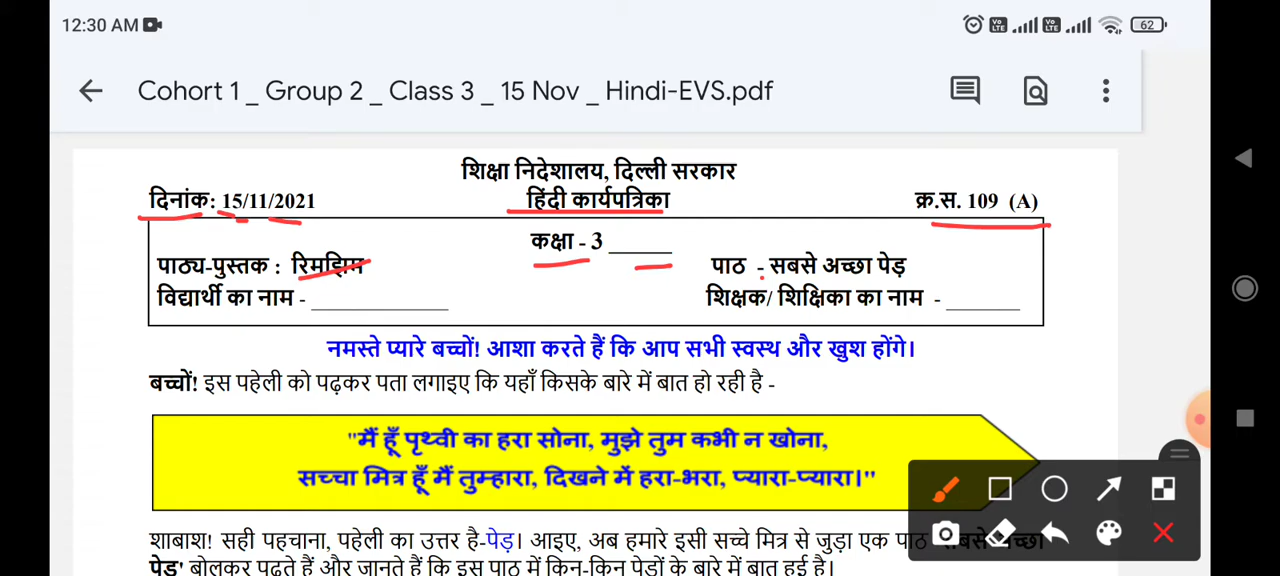 12:30 AM
62
Cohort 1 _ Group 2 _ Class 3 _ 15 Nov _ Hindi-EVS.pdf
शिक्षा निदेशालय, दिल्ली सरकार
दिनांक: 15/11/2021 हिंदी कार्यपत्रिका क्र.स. 109 (A)
कक्षा - 3 ______
पाठ्य-पुस्तक : रिमझिम पाठ - सबसे अच्छा पेड़
विद्यार्थी का नाम - ____________ शिक्षक/ शिक्षिका का नाम - ______
नमस्ते प्यारे बच्चों! आशा करते हैं कि आप सभी स्वस्थ और खुश होंगे।
बच्चों! इस पहेली को पढ़कर पता लगाइए कि यहाँ किसके बारे में बात हो रही है -
"मैं हूँ पृथ्वी का हरा सोना, मुझे तुम कभी न खोना,
सच्चा मित्र हूँ मैं तुम्हारा, दिखने में हरा-भरा, प्यारा-प्यारा।"
शाबाश! सही पहचाना, पहेली का उत्तर है-पेड़। आइए, अब हमारे इसी सच्चे मित्र से जुड़ा एक पाठ
पेड़' बोलकर पढ़ते हैं और जानते हैं कि इस पाठ में किन-किन पेड़ों के बारे में बात हुई है।